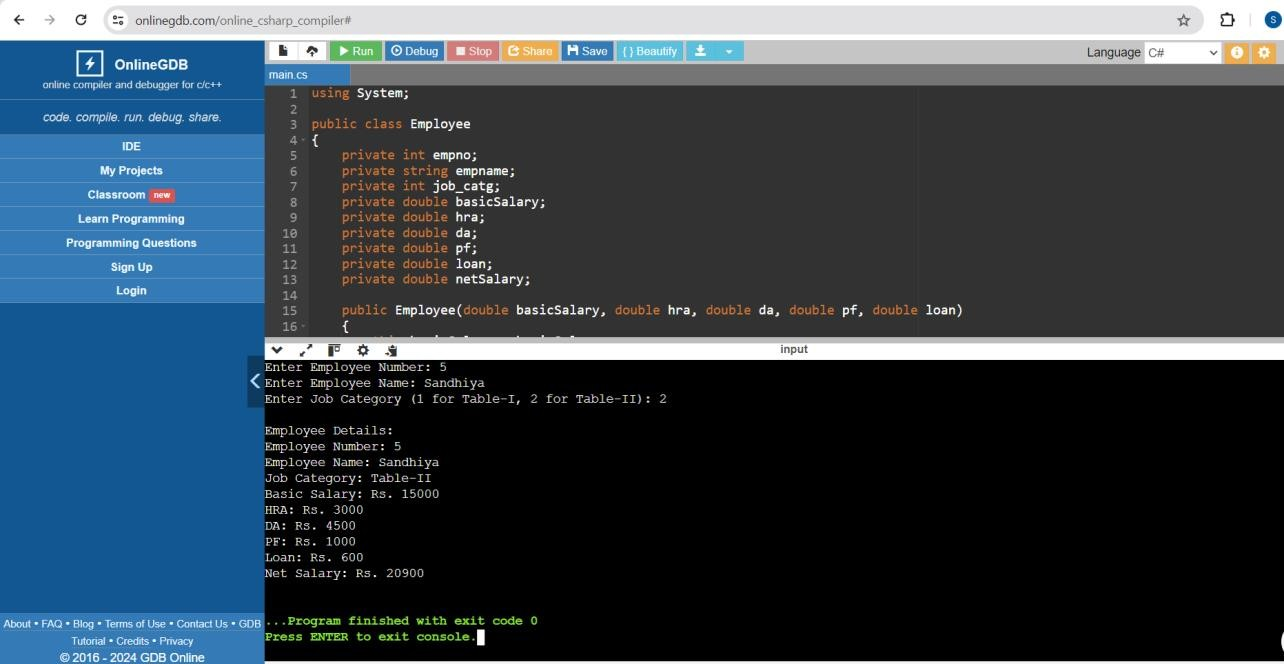 onlinegdb.com/online_csharp_compiler#
S
OnlineGDB
online compiler and debugger for c/c++
code. compile. run. debug. share.
IDE
My Projects
Classroom new
Learn Programming
Programming Questions
Sign Up
Login
About • FAQ • Blog • Terms of Use • Contact Us • GDB
Tutorial • Credits • Privacy
© 2016 - 2024 GDB Online
Run Debug Stop Share Save { } Beautify Language C#
main.cs
1 using System;
2
3 public class Employee
4 {
5 private int empno;
6 private string empname;
7 private int job_catg;
8 private double basicSalary;
9 private double hra;
10 private double da;
11 private double pf;
12 private double loan;
13 private double netSalary;
14
15 public Employee(double basicSalary, double hra, double da, double pf, double loan)
16 {
input
Enter Employee Number: 5
Enter Employee Name: Sandhiya
Enter Job Category (1 for Table-I, 2 for Table-II): 2
Employee Details:
Employee Number: 5
Employee Name: Sandhiya
Job Category: Table-II
Basic Salary: Rs. 15000
HRA: Rs. 3000
DA: Rs. 4500
PF: Rs. 1000
Loan: Rs. 600
Net Salary: Rs. 20900
...Program finished with exit code 0
Press ENTER to exit console.